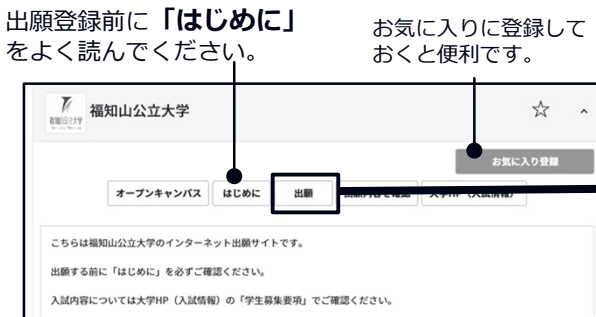 出願登録前に「はじめに」
をよく読んでください。
お気に入りに登録して
おくと便利です。
福知山公立大学
お気に入り登録
オープンキャンパス
はじめに
出願
こちらは福知山公立大学のインターネット出願サイトです。
出願する前に「はじめに」を必ずご確認ください。
入試内容については大学HP（入試情報）の「学生募集要項」でご確認ください。